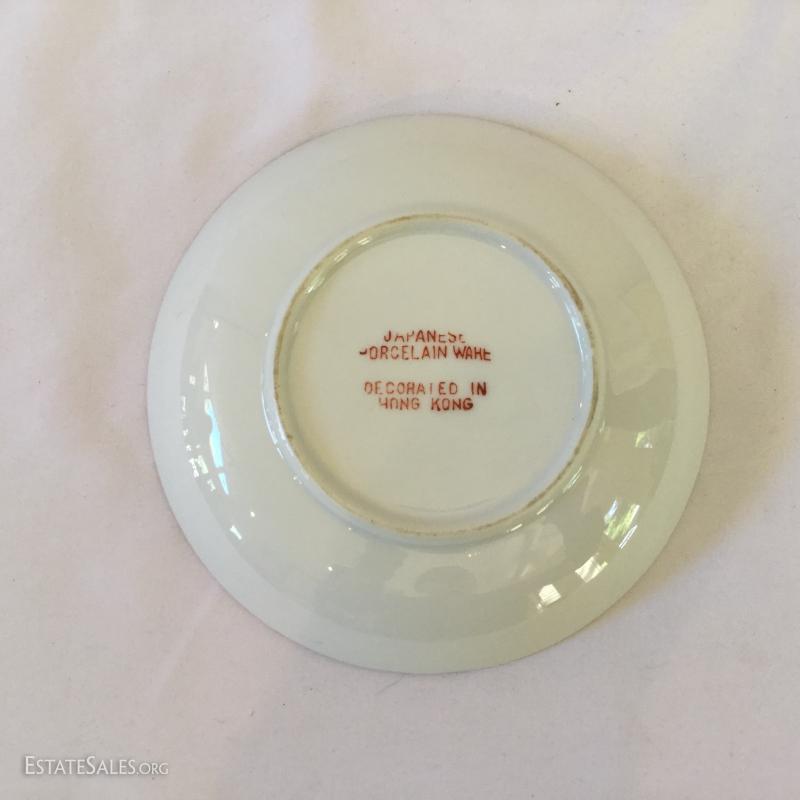 JAPANESE
PORCELAIN WARE
DECORATED IN
HONG KONG
ESTATESALES.ORG